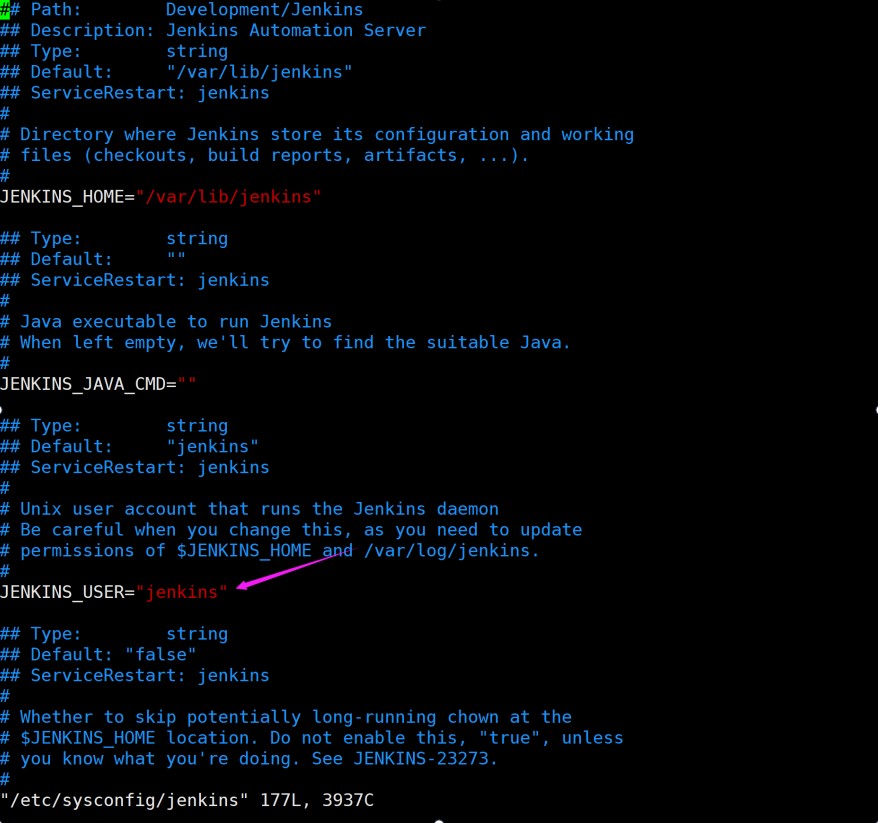 ## Path:        Development/Jenkins
## Description: Jenkins Automation Server
## Type:        string
## Default:     "/var/lib/jenkins"
## ServiceRestart: jenkins
#
# Directory where Jenkins store its configuration and working
# files (checkouts, build reports, artifacts, ...).
#
JENKINS_HOME="/var/lib/jenkins"

## Type:        string
## Default:     ""
## ServiceRestart: jenkins
#
# Java executable to run Jenkins
# When left empty, we'll try to find the suitable Java.
#
JENKINS_JAVA_CMD=""

## Type:        string
## Default:     "jenkins"
## ServiceRestart: jenkins
#
# Unix user account that runs the Jenkins daemon
# Be careful when you change this, as you need to update
# permissions of $JENKINS_HOME and /var/log/jenkins.
#
JENKINS_USER="jenkins"

## Type:        string
## Default: "false"
## ServiceRestart: jenkins
#
# Whether to skip potentially long-running chown at the
# $JENKINS_HOME location. Do not enable this, "true", unless
# you know what you're doing. See JENKINS-23273.
#
"/etc/sysconfig/jenkins" 177L, 3937C